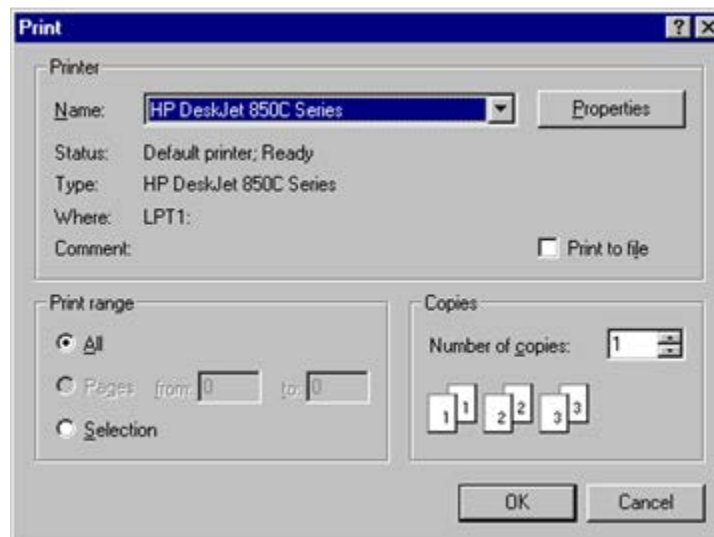 Print
Printer
Name: HP DeskJet 850C Series Properties
Status: Default printer; Ready
Type: HP DeskJet 850C Series
Where: LPT1:
Comment: Print to file
Print range
All
Pages from: 0 to: 0
Selection
Copies
Number of copies: 1
1 1 2 2 3 3
OK Cancel